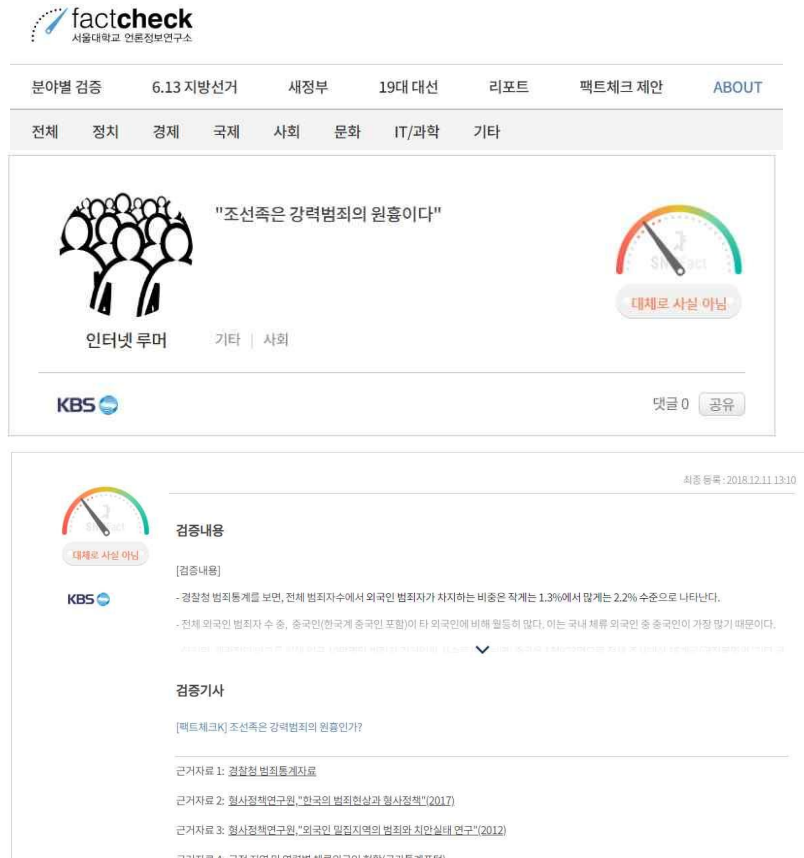 factcheck
서울대학교 언론정보연구소
분야별 검증 6.13 지방선거 새정부 19대 대선 리포트 팩트체크 제안 ABOUT
전체 정치 경제 국제 사회 문화 IT/과학 기타
"조선족은 강력범죄의 원흉이다"
대체로 사실 아님
인터넷 루머 기타 | 사회
KBS 댓글 0 공유
최종 등록 : 2018.12.11 13:10
검증내용
대체로 사실 아님
[검증내용]
KBS
- 경찰청 범죄통계를 보면, 전체 범죄자수에서 외국인 범죄자가 차지하는 비중은 작게는 1.3%에서 많게는 2.2% 수준으로 나타난다.
- 전체 외국인 범죄자 수 중, 중국인(한국계 중국인 포함)이 타 외국인에 비해 월등히 많다. 이는 국내 체류 외국인 중 중국인이 가장 많기 때문이다.
검증기사
[팩트체크K] 조선족은 강력범죄의 원흉인가?
근거자료 1: 경찰청 범죄통계자료
근거자료 2: 형사정책연구원,"한국의 범죄현상과 형사정책"(2017)
근거자료 3: 형사정책연구원,"외국인 밀집지역의 범죄와 치안실태 연구"(2012)